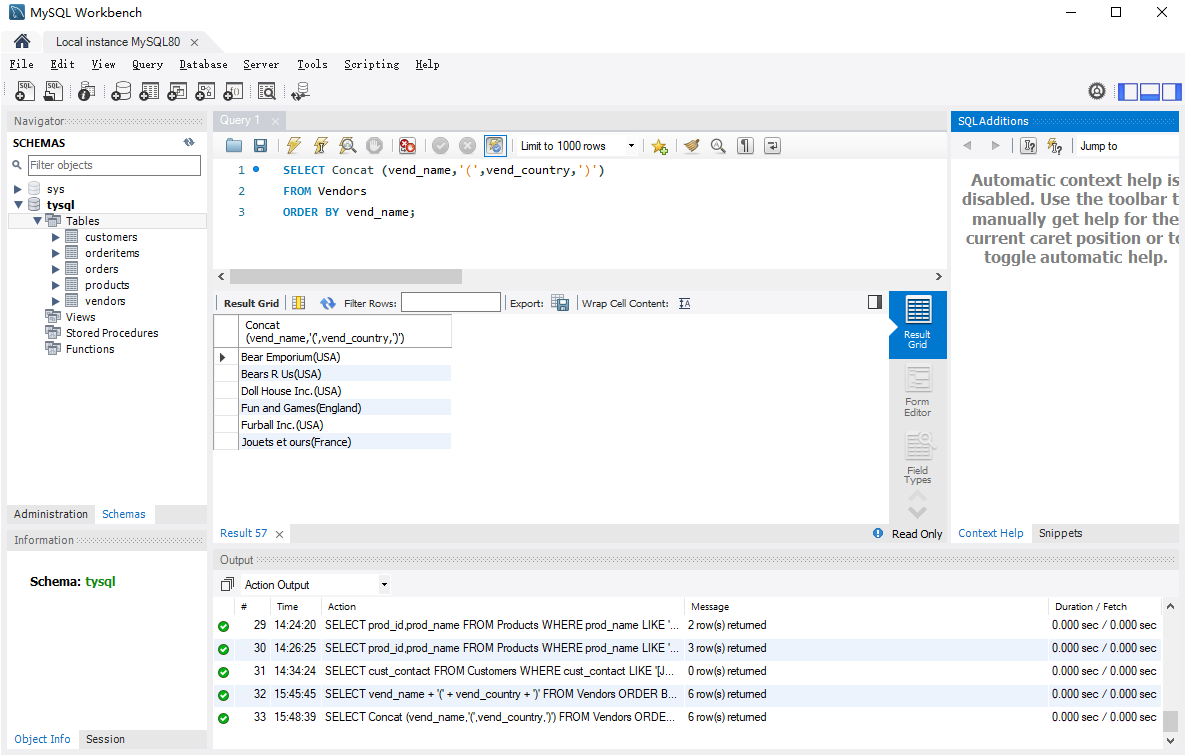 MySQL Workbench
Local instance MySQL80
File Edit View Query Database Server Tools Scripting Help
Navigator
SCHEMAS
Filter objects
sys
tysql
Tables
customers
orderitems
orders
products
vendors
Views
Stored Procedures
Functions
Administration Schemas
Information
Schema: tysql
Object Info Session
Query 1
Limit to 1000 rows
1 SELECT Concat (vend_name,'(',vend_country,')')
2 FROM Vendors
3 ORDER BY vend_name;
Result Grid Filter Rows: Export: Wrap Cell Content:
Concat
(vend_name,'(',vend_country,')')
Bear Emporium(USA)
Bears R Us(USA)
Doll House Inc.(USA)
Fun and Games(England)
Furball Inc.(USA)
Jouets et ours(France)
Result
Grid
Form
Editor
Field
Types
Result 57
Read Only
SQLAdditions
Jump to
Automatic context help is
disabled. Use the toolbar t
manually get help for the
current caret position or to
toggle automatic help.
Context Help Snippets
Output
Action Output
# Time Action Message Duration / Fetch
29 14:24:20 SELECT prod_id,prod_name FROM Products WHERE prod_name LIKE '... 2 row(s) returned 0.000 sec / 0.000 sec
30 14:26:25 SELECT prod_id,prod_name FROM Products WHERE prod_name LIKE '... 3 row(s) returned 0.000 sec / 0.000 sec
31 14:34:24 SELECT cust_contact FROM Customers WHERE cust_contact LIKE '[J... 0 row(s) returned 0.000 sec / 0.000 sec
32 15:45:45 SELECT vend_name + '(' + vend_country + ')' FROM Vendors ORDER B... 6 row(s) returned 0.000 sec / 0.000 sec
33 15:48:39 SELECT Concat (vend_name,'(',vend_country,')') FROM Vendors ORDE... 6 row(s) returned 0.000 sec / 0.000 sec